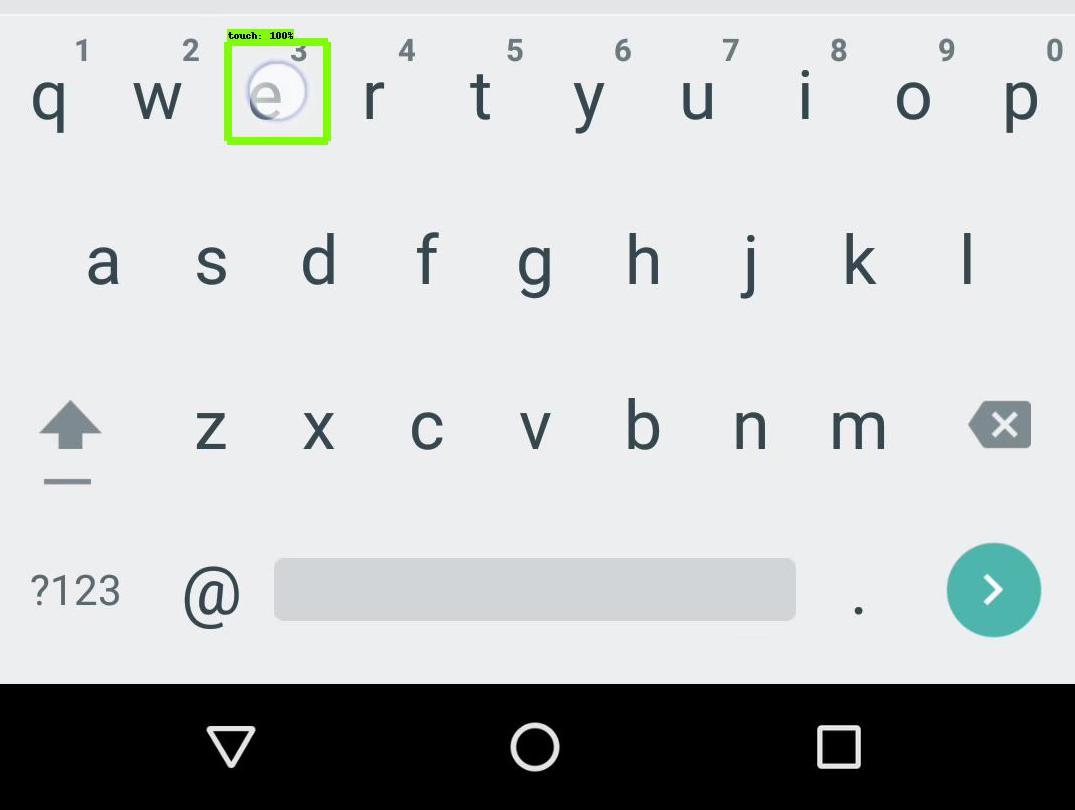 touch: 100%
1 2 3 4 5 6 7 8 9 0
q w e r t y u i o p
a s d f g h j k l
z x c v b n m
?123 @ .